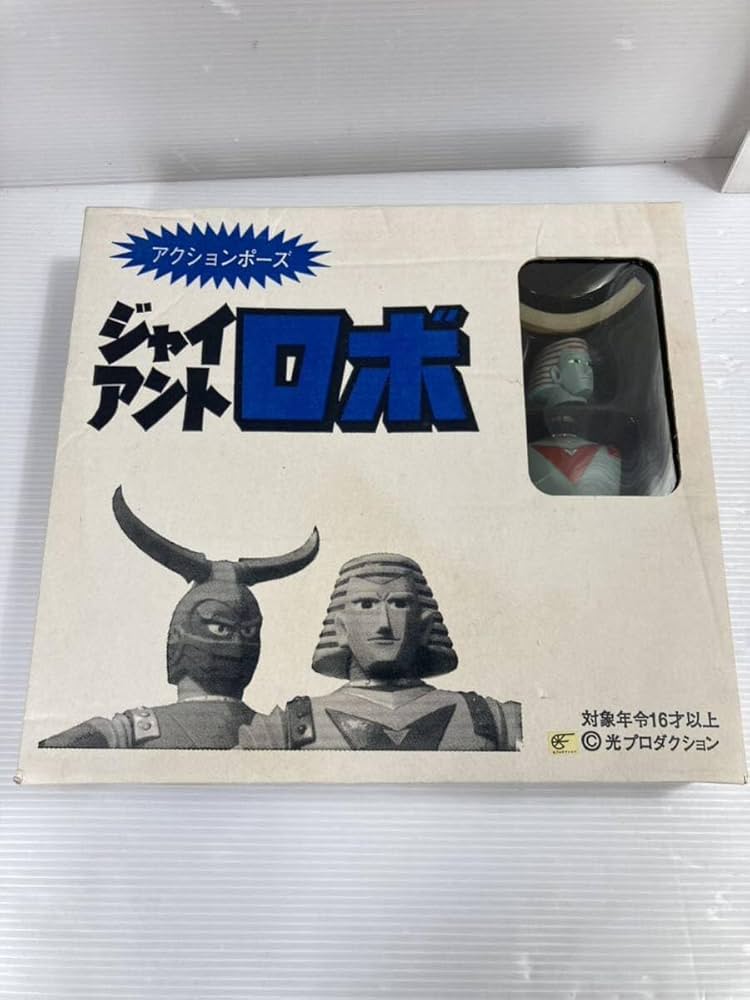 アクションポーズ
ジャイ
アント
ロボ
対象年令16才以上
©光プロダクション